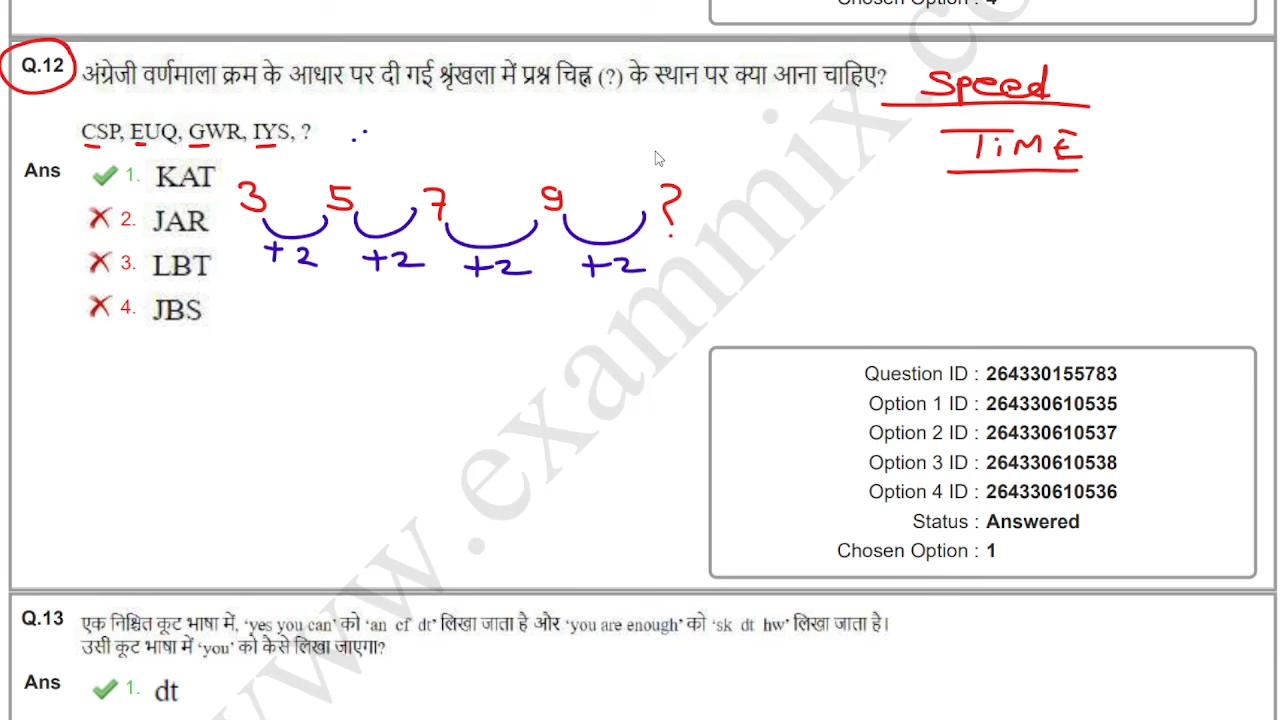 Chosen Option : 4
Q.12 अंग्रेजी वर्णमाला क्रम के आधार पर दी गई श्रृंखला में प्रश्न चिह्न (?) के स्थान पर क्या आना चाहिए?
Speed
TiME
CSP, EUQ, GWR, IYS, ?
Ans 1. KAT
2. JAR
3. LBT
4. JBS
3 5 7 9 ?
+2 +2 +2 +2
Question ID : 264330155783
Option 1 ID : 264330610535
Option 2 ID : 264330610537
Option 3 ID : 264330610538
Option 4 ID : 264330610536
Status : Answered
Chosen Option : 1
Q.13 एक निश्चित कूट भाषा में, ‘yes you can’ को ‘an cf dt’ लिखा जाता है और ‘you are enough’ को ‘sk dt hw’ लिखा जाता है।
उसी कूट भाषा में ‘you’ को कैसे लिखा जाएगा?
Ans 1. dt
www.exammix.co